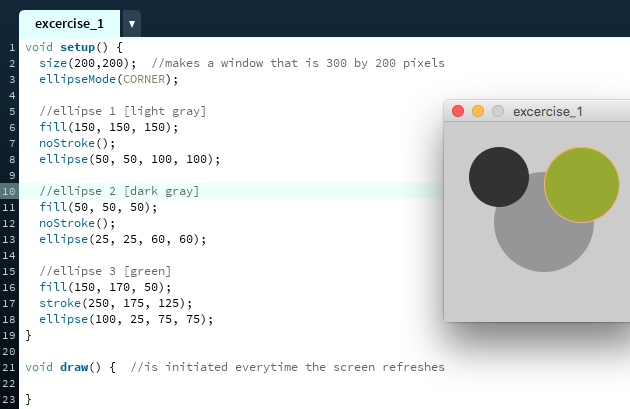 excercise_1 ▼
1 void setup() {
2 size(200,200); //makes a window that is 300 by 200 pixels
3 ellipseMode(CORNER);
4
5 //ellipse 1 [light gray]
6 fill(150, 150, 150);
7 noStroke();
8 ellipse(50, 50, 100, 100);
9
10 //ellipse 2 [dark gray]
11 fill(50, 50, 50);
12 noStroke();
13 ellipse(25, 25, 60, 60);
14
15 //ellipse 3 [green]
16 fill(150, 170, 50);
17 stroke(250, 175, 125);
18 ellipse(100, 25, 75, 75);
19 }
20
21 void draw() { //is initiated everytime the screen refreshes
22
23 }
excercise_1